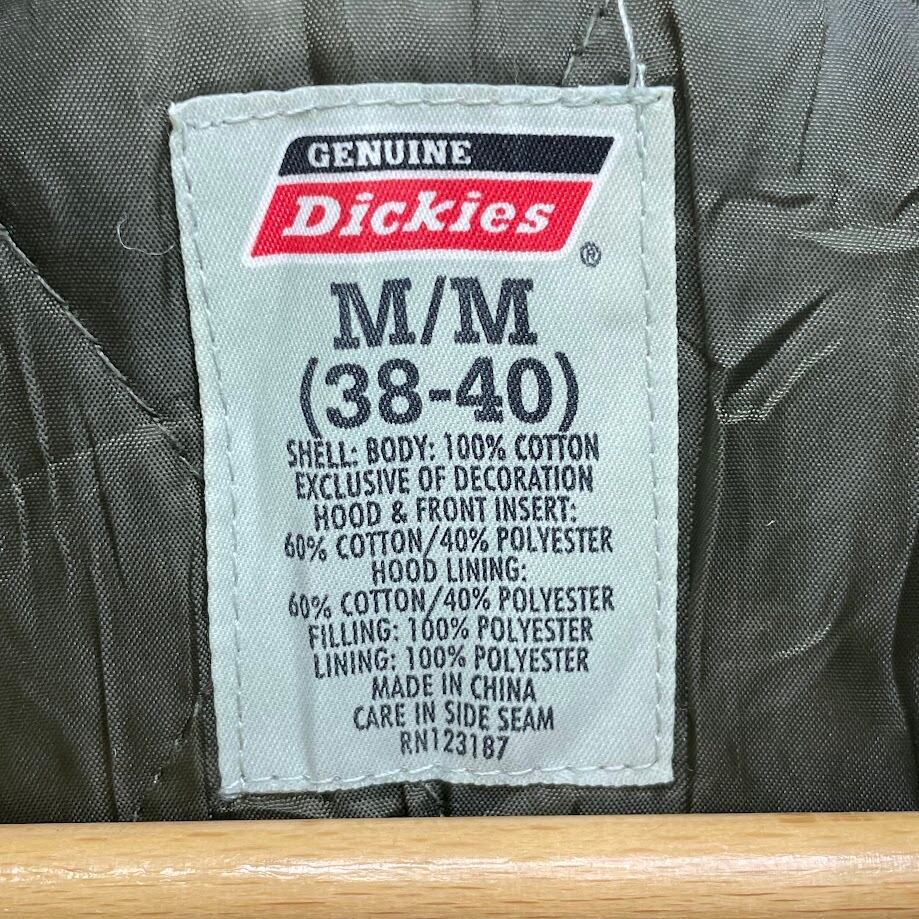 GENUINE
Dickies
®
M/M
(38-40)
SHELL: BODY: 100% COTTON
EXCLUSIVE OF DECORATION
HOOD & FRONT INSERT:
60% COTTON/40% POLYESTER
HOOD LINING:
60% COTTON/40% POLYESTER
FILLING: 100% POLYESTER
LINING: 100% POLYESTER
MADE IN CHINA
CARE IN SIDE SEAM
RN123187